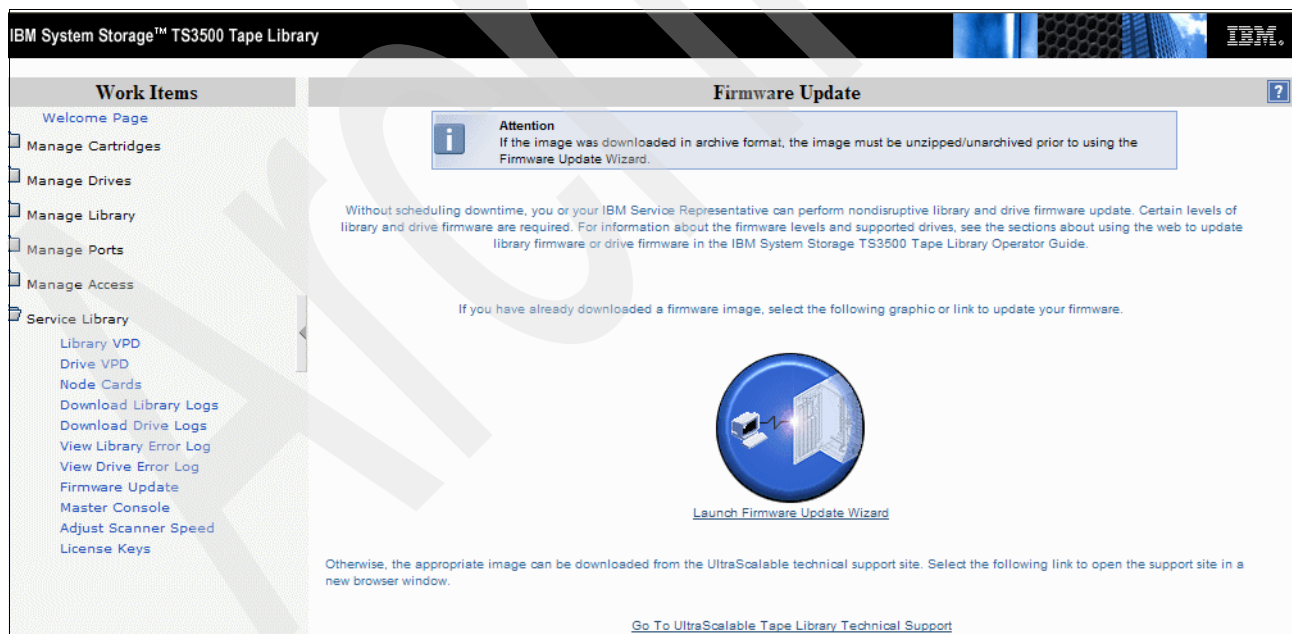 IBM System Storage™ TS3500 Tape Library
IBM.
Work Items
Welcome Page
Manage Cartridges
Manage Drives
Manage Library
Manage Ports
Manage Access
Service Library
Library VPD
Drive VPD
Node Cards
Download Library Logs
Download Drive Logs
View Library Error Log
View Drive Error Log
Firmware Update
Master Console
Adjust Scanner Speed
License Keys
Firmware Update
?
i
Attention
If the image was downloaded in archive format, the image must be unzipped/unarchived prior to using the
Firmware Update Wizard.
Without scheduling downtime, you or your IBM Service Representative can perform nondisruptive library and drive firmware update. Certain levels of
library and drive firmware are required. For information about the firmware levels and supported drives, see the sections about using the web to update
library firmware or drive firmware in the IBM System Storage TS3500 Tape Library Operator Guide.
If you have already downloaded a firmware image, select the following graphic or link to update your firmware.
Launch Firmware Update Wizard
Otherwise, the appropriate image can be downloaded from the UltraScalable technical support site. Select the following link to open the support site in a
new browser window.
Go To UltraScalable Tape Library Technical Support